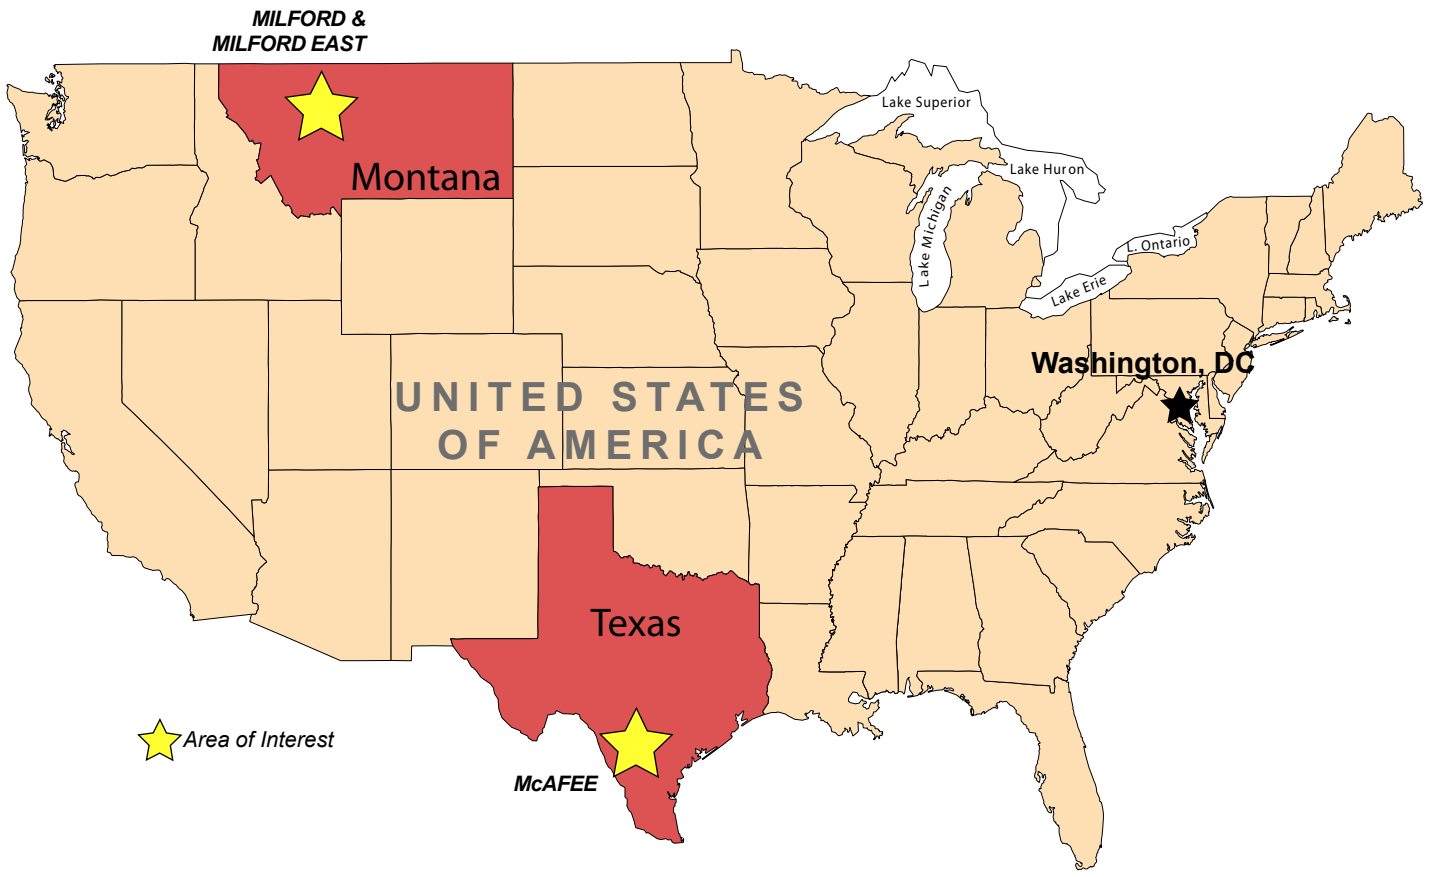 MILFORD &
MILFORD EAST
Montana
Lake Superior
Lake Huron
Lake Michigan
L. Ontario
Lake Erie
Washington, DC
UNITED STATES
OF AMERICA
Texas
Area of Interest
McAFEE